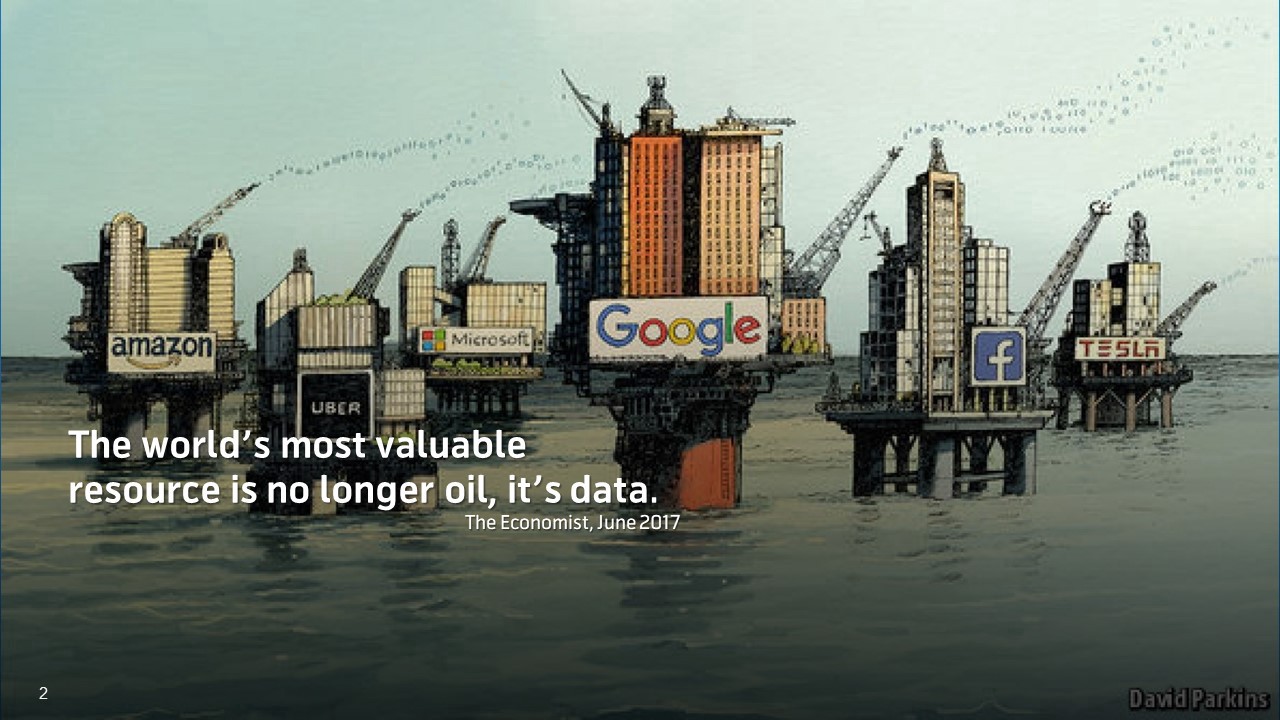 amazon
UBER
Microsoft
Google
f
TESLA
The world's most valuable
resource is no longer oil, it's data.
The Economist, June 2017
2
David Parkins